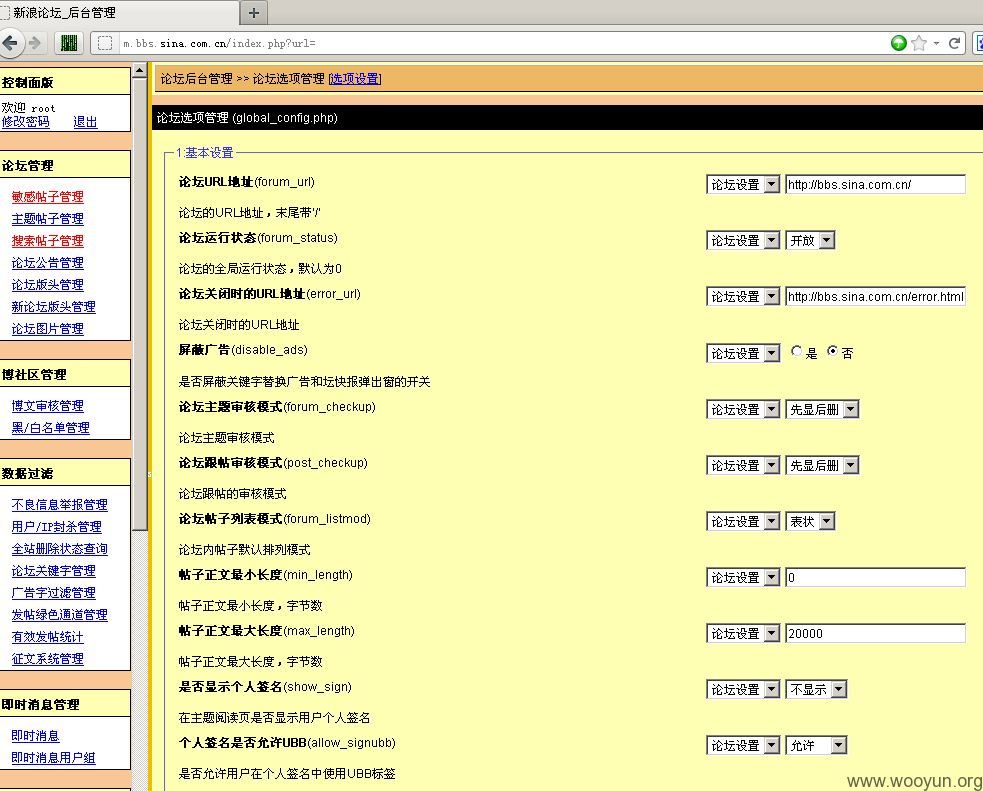 新浪论坛_后台管理
m.bbs.sina.com.cn/index.php?url=
控制面版
欢迎 root
修改密码 退出
论坛管理
敏感帖子管理
主题帖子管理
搜索帖子管理
论坛公告管理
论坛版头管理
新论坛版头管理
论坛图片管理
博社区管理
博文审核管理
黑/白名单管理
数据过滤
不良信息举报管理
用户/IP封杀管理
全站删除状态查询
论坛关键字管理
广告字过滤管理
发帖绿色通道管理
有效发帖统计
征文系统管理
即时消息管理
即时消息
即时消息用户组
论坛后台管理 >> 论坛选项管理 [选项设置]
论坛选项管理 (global_config.php)
1:基本设置
论坛URL地址(forum_url) 论坛设置 http://bbs.sina.com.cn/
论坛的URL地址，末尾带'/'
论坛运行状态(forum_status) 论坛设置 开放
论坛的全局运行状态，默认为0
论坛关闭时的URL地址(error_url) 论坛设置 http://bbs.sina.com.cn/error.html
论坛关闭时的URL地址
屏蔽广告(disable_ads) 论坛设置 是 否
是否屏蔽关键字替换广告和坛快报弹出窗的开关
论坛主题审核模式(forum_checkup) 论坛设置 先显后删
论坛主题审核模式
论坛跟帖审核模式(post_checkup) 论坛设置 先显后删
论坛跟帖的审核模式
论坛帖子列表模式(forum_listmod) 论坛设置 表状
论坛内帖子默认排列模式
帖子正文最小长度(min_length) 论坛设置 0
帖子正文最小长度，字节数
帖子正文最大长度(max_length) 论坛设置 20000
帖子正文最大长度，字节数
是否显示个人签名(show_sign) 论坛设置 不显示
在主题阅读页是否显示用户个人签名
个人签名是否允许UBB(allow_signubb) 论坛设置 允许
是否允许用户在个人签名中使用UBB标签
www.wooyun.org